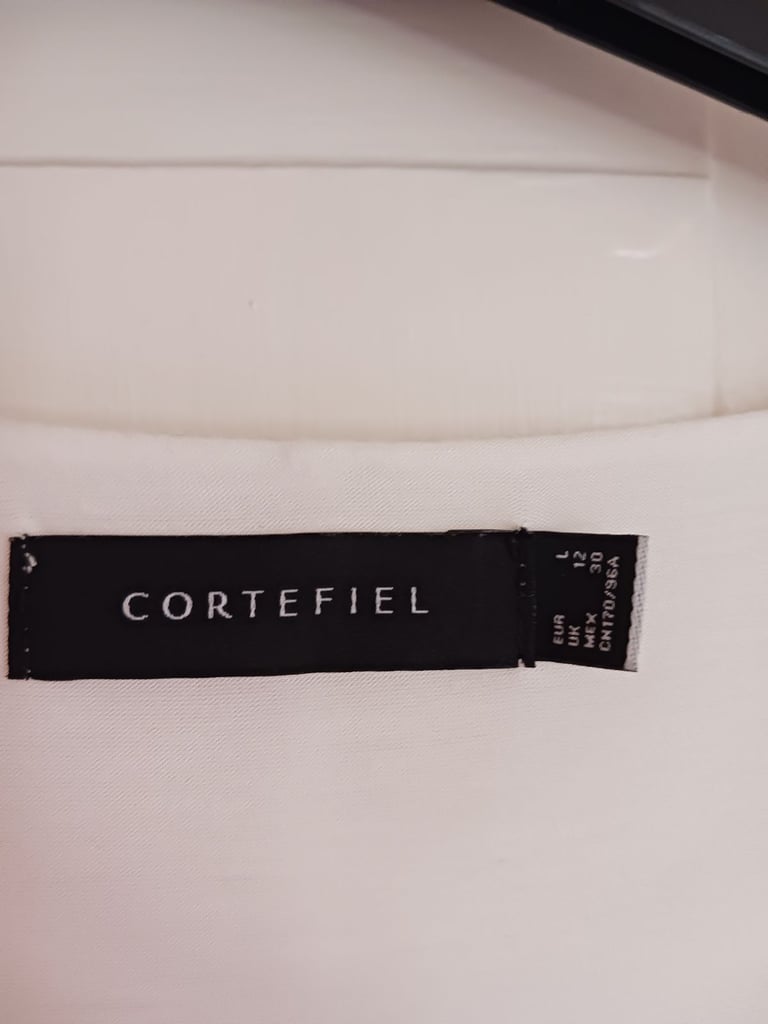 CORTEFIEL
EUR L
UK 12
MEX 30
CN170/96A